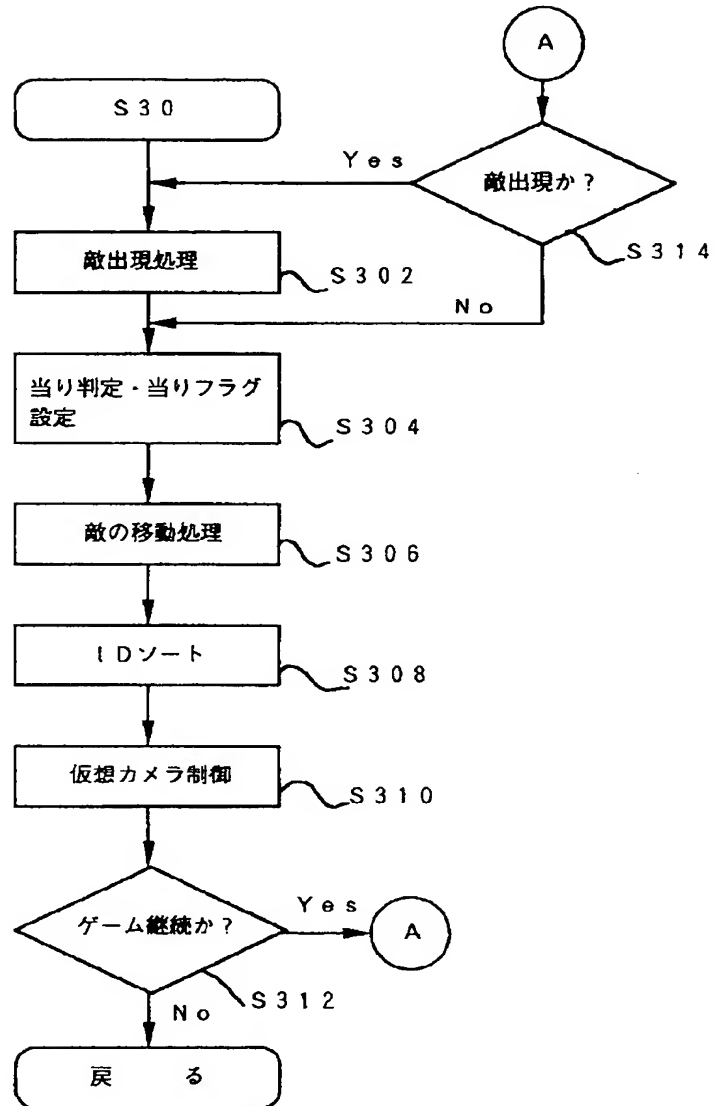 A
S30
Yes
敵出現か？
S314
敵出現処理
S302
No
当り判定・当りフラグ
設定
S304
敵の移動処理
S306
IDソート
S308
仮想カメラ制御
S310
ゲーム継続か？
Yes
A
S312
No
戻　る